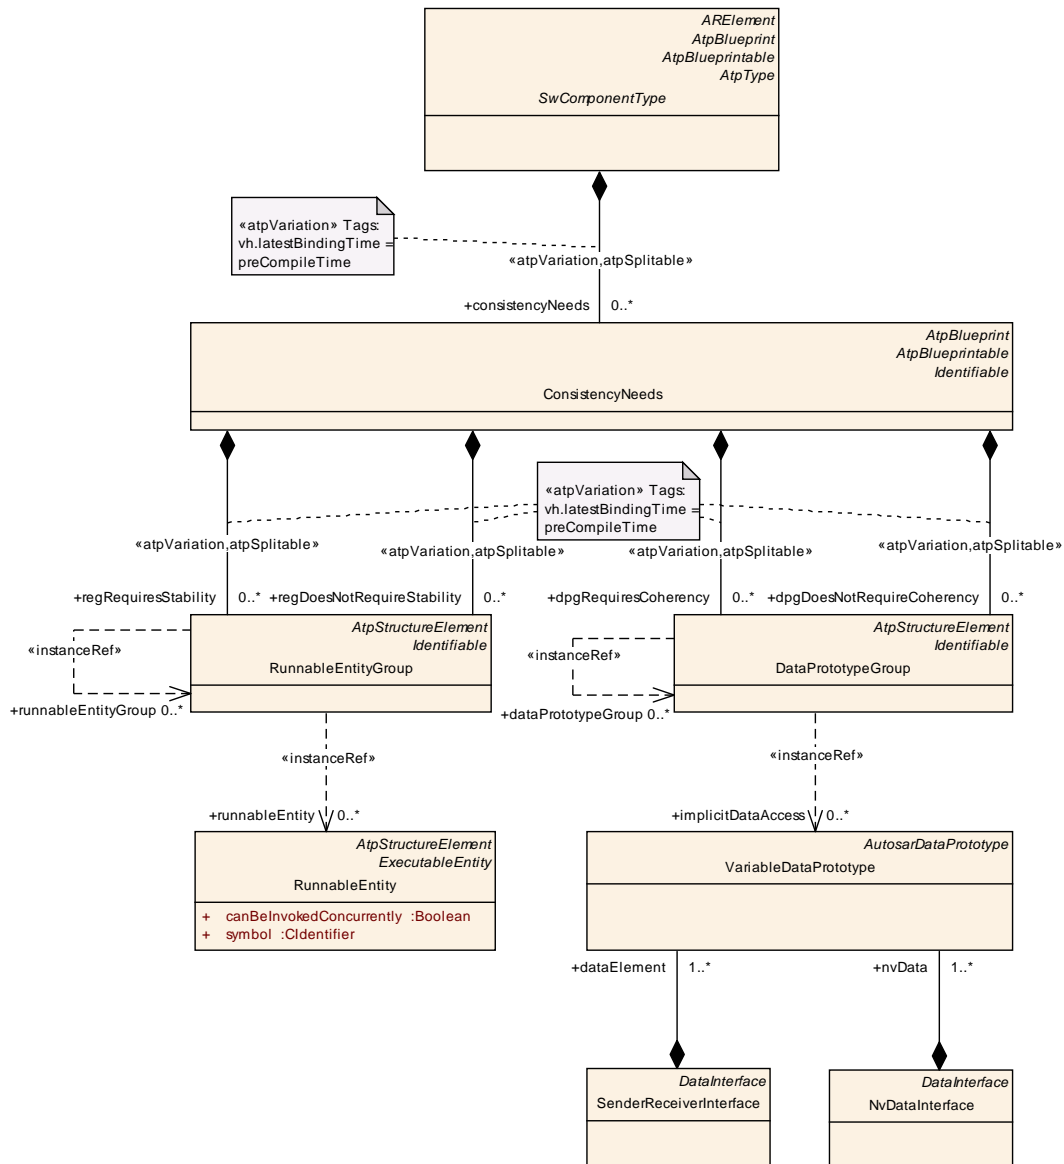 ARElement
AtpBlueprint
AtpBlueprintable
AtpType
SwComponentType
«atpVariation» Tags:
vh.latestBindingTime =
preCompileTime
«atpVariation,atpSplitable»
+consistencyNeeds 0..*
AtpBlueprint
AtpBlueprintable
Identifiable
ConsistencyNeeds
«atpVariation» Tags:
vh.latestBindingTime =
preCompileTime
«atpVariation,atpSplitable» «atpVariation,atpSplitable» «atpVariation,atpSplitable» «atpVariation,atpSplitable»
+regRequiresStability 0..* +regDoesNotRequireStability 0..* +dpgRequiresCoherency 0..* +dpgDoesNotRequireCoherency 0..*
AtpStructureElement
Identifiable
RunnableEntityGroup
«instanceRef»
+runnableEntityGroup 0..*
AtpStructureElement
Identifiable
DataPrototypeGroup
«instanceRef»
+dataPrototypeGroup 0..*
«instanceRef»
+runnableEntity 0..*
«instanceRef»
+implicitDataAccess 0..*
AtpStructureElement
ExecutableEntity
RunnableEntity
+ canBeInvokedConcurrently :Boolean
+ symbol :CIdentifier
AutosarDataPrototype
VariableDataPrototype
+dataElement 1..*
+nvData 1..*
DataInterface
SenderReceiverInterface
DataInterface
NvDataInterface